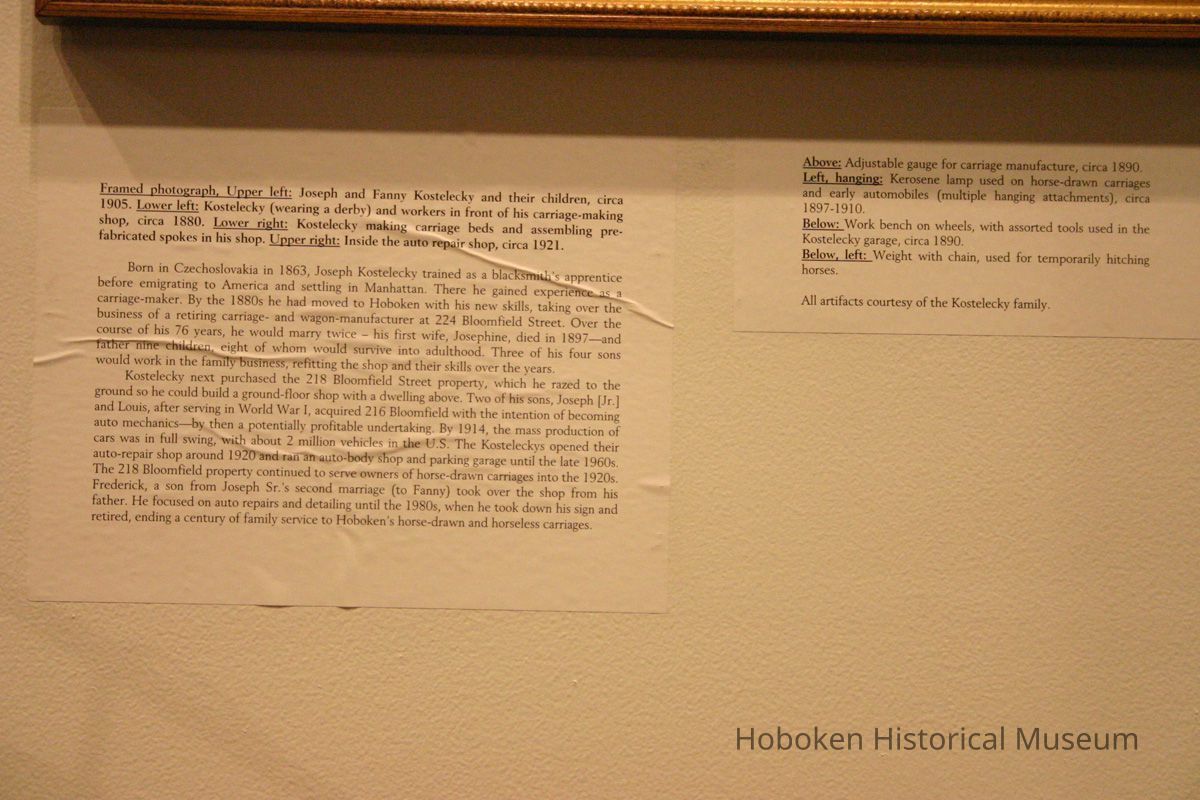 Framed photograph, Upper left: Joseph and Fanny Kostelecky and their children, circa
1905. Lower left: Kostelecky (wearing a derby) and workers in front of his carriage-making
shop, circa 1880. Lower right: Kostelecky making carriage beds and assembling pre-
fabricated spokes in his shop. Upper right: Inside the auto repair shop, circa 1921.
Born in Czechoslovakia in 1863, Joseph Kostelecky trained as a blacksmith's apprentice
before emigrating to America and settling in Manhattan. There he gained experience as a
carriage-maker. By the 1880s he had moved to Hoboken with his new skills, taking over the
business of a retiring carriage- and wagon-manufacturer at 224 Bloomfield Street. Over the
course of his 76 years, he would marry twice – his first wife, Josephine, died in 1897—and
father nine children, eight of whom would survive into adulthood. Three of his four sons
would work in the family business, refitting the shop and their skills over the years.
Kostelecky next purchased the 218 Bloomfield Street property, which he razed to the
ground so he could build a ground-floor shop with a dwelling above. Two of his sons, Joseph [Jr.]
and Louis, after serving in World War I, acquired 216 Bloomfield with the intention of becoming
auto mechanics—by then a potentially profitable undertaking. By 1914, the mass production of
cars was in full swing, with about 2 million vehicles in the U.S. The Kosteleckys opened their
auto-repair shop around 1920 and ran an auto-body shop and parking garage until the late 1960s.
The 218 Bloomfield property continued to serve owners of horse-drawn carriages into the 1920s.
Frederick, a son from Joseph Sr.'s second marriage (to Fanny) took over the shop from his
father. He focused on auto repairs and detailing until the 1980s, when he took down his sign and
retired, ending a century of family service to Hoboken's horse-drawn and horseless carriages.
Above: Adjustable gauge for carriage manufacture, circa 1890.
Left, hanging: Kerosene lamp used on horse-drawn carriages
and early automobiles (multiple hanging attachments), circa
1897-1910.
Below: Work bench on wheels, with assorted tools used in the
Kostelecky garage, circa 1890.
Below, left: Weight with chain, used for temporarily hitching
horses.
All artifacts courtesy of the Kostelecky family.
Hoboken Historical Museum